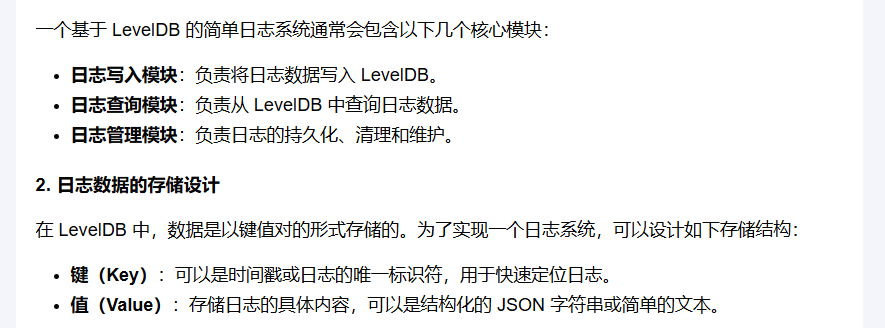 一个基于 LevelDB 的简单日志系统通常会包含以下几个核心模块：
• 日志写入模块：负责将日志数据写入 LevelDB。
• 日志查询模块：负责从 LevelDB 中查询日志数据。
• 日志管理模块：负责日志的持久化、清理和维护。
2. 日志数据的存储设计
在 LevelDB 中，数据是以键值对的形式存储的。为了实现一个日志系统，可以设计如下存储结构：
• 键（Key）：可以是时间戳或日志的唯一标识符，用于快速定位日志。
• 值（Value）：存储日志的具体内容，可以是结构化的 JSON 字符串或简单的文本。